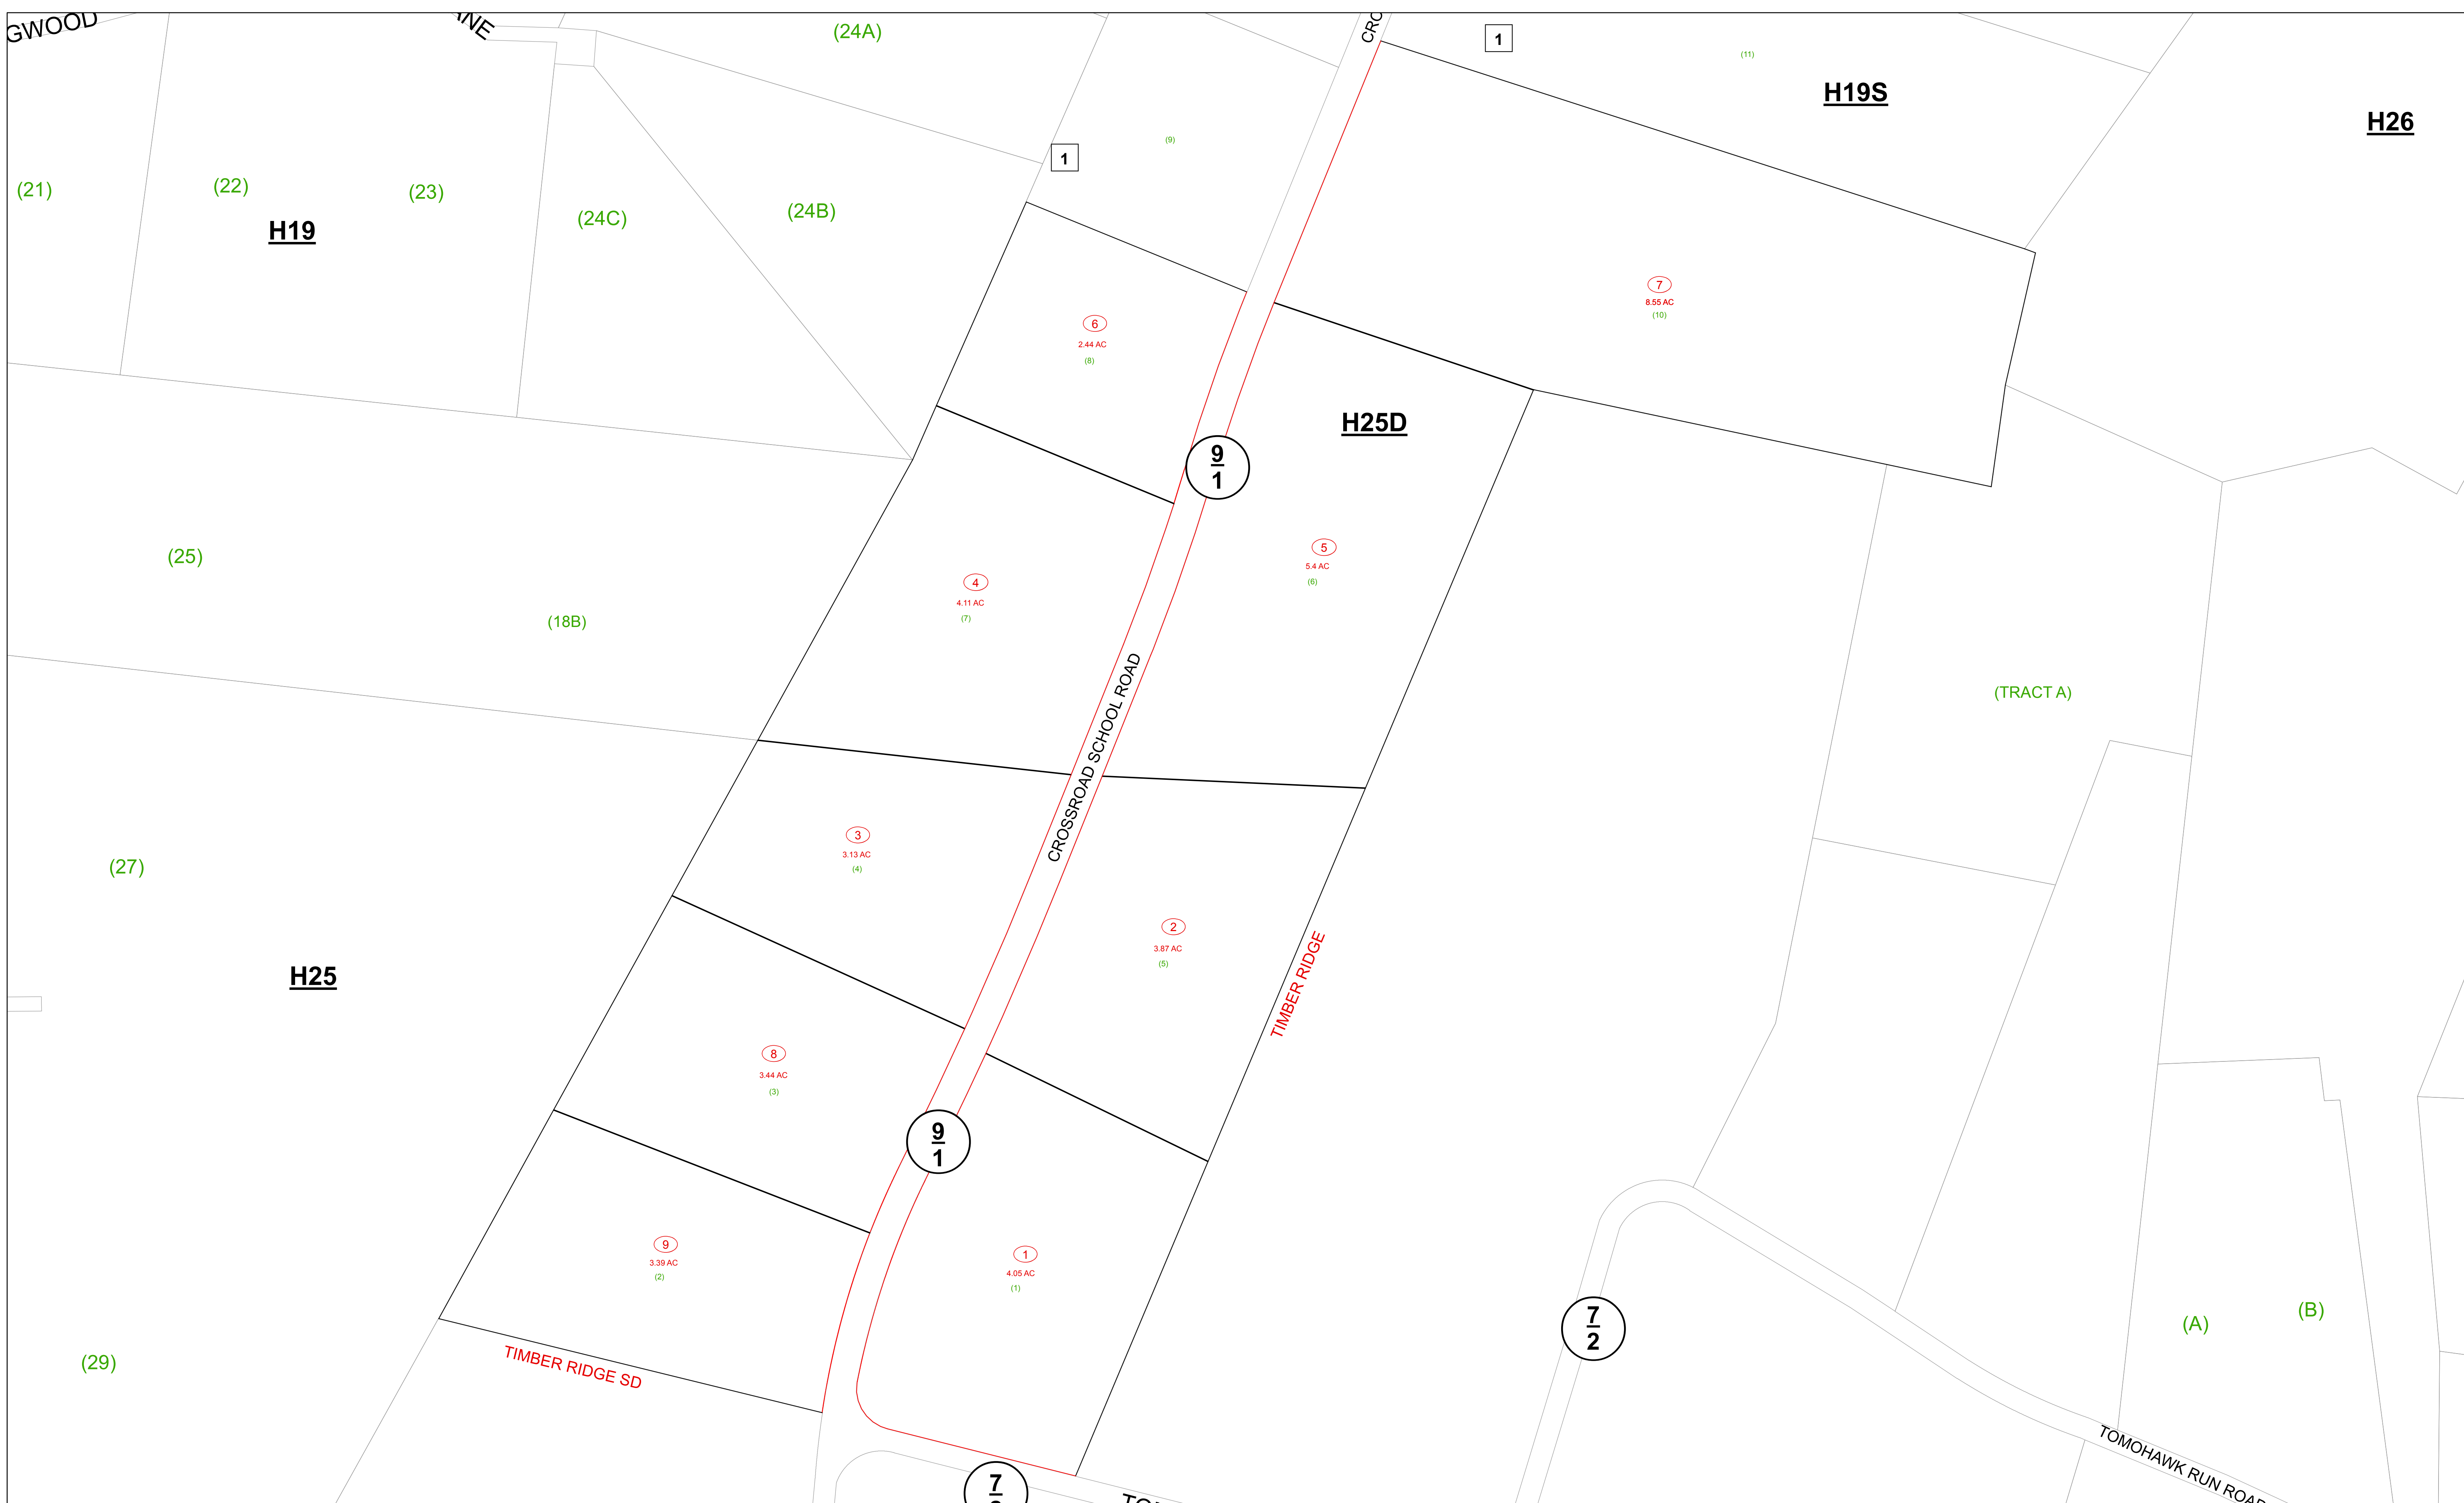 (24A)
1
(11)
H19S
H26
1
(9)
(21)
(22)
(23)
H19
(24C)
(24B)
7
8.55 AC
(10)
6
2.44 AC
(8)
H25D
9
1
(25)
5
5.4 AC
(6)
4
4.11 AC
(7)
(18B)
(TRACT A)
CROSSROAD SCHOOL ROAD
(27)
3
3.13 AC
(4)
2
3.87 AC
(5)
TIMBER RIDGE
H25
8
3.44 AC
(3)
9
1
9
3.39 AC
(2)
1
4.05 AC
(1)
7
2
(A)
(B)
(29)
TIMBER RIDGE SD
TOMOHAWK RUN ROAD
7